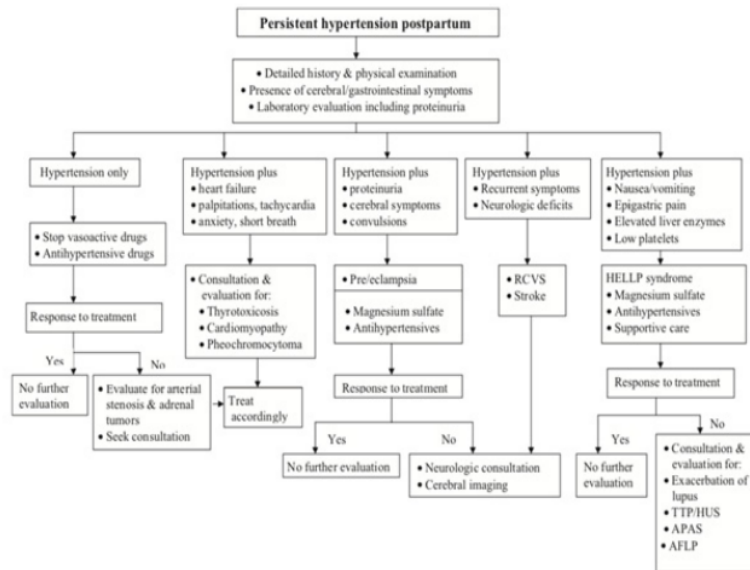 Persistent hypertension postpartum
• Detailed history & physical examination
• Presence of cerebral/gastrointestinal symptoms
• Laboratory evaluation including proteinuria
Hypertension only
• Stop vasoactive drugs
• Antihypertensive drugs
Response to treatment
Yes
No
No further
evaluation
• Evaluate for arterial
stenosis & adrenal
tumors
• Seek consultation
Hypertension plus
• heart failure
• palpitations, tachycardia
• anxiety, short breath
• Consultation &
evaluation for:
• Thyrotoxicosis
• Cardiomyopathy
• Pheochromocytoma
Treat
accordingly
Hypertension plus
• proteinuria
• cerebral symptoms
• convulsions
• Pre/eclampsia
• Magnesium sulfate
• Antihypertensives
Response to treatment
Yes
No
No further evaluation
• Neurologic consultation
• Cerebral imaging
Hypertension plus
• Recurrent symptoms
• Neurologic deficits
• RCVS
• Stroke
Hypertension plus
• Nausea/vomiting
• Epigastric pain
• Elevated liver enzymes
• Low platelets
HELLP syndrome
• Magnesium sulfate
• Antihypertensives
• Supportive care
Response to treatment
Yes
No
No further
evaluation
• Consultation &
evaluation for:
• Exacerbation of
lupus
• TTP/HUS
• APAS
• AFLP